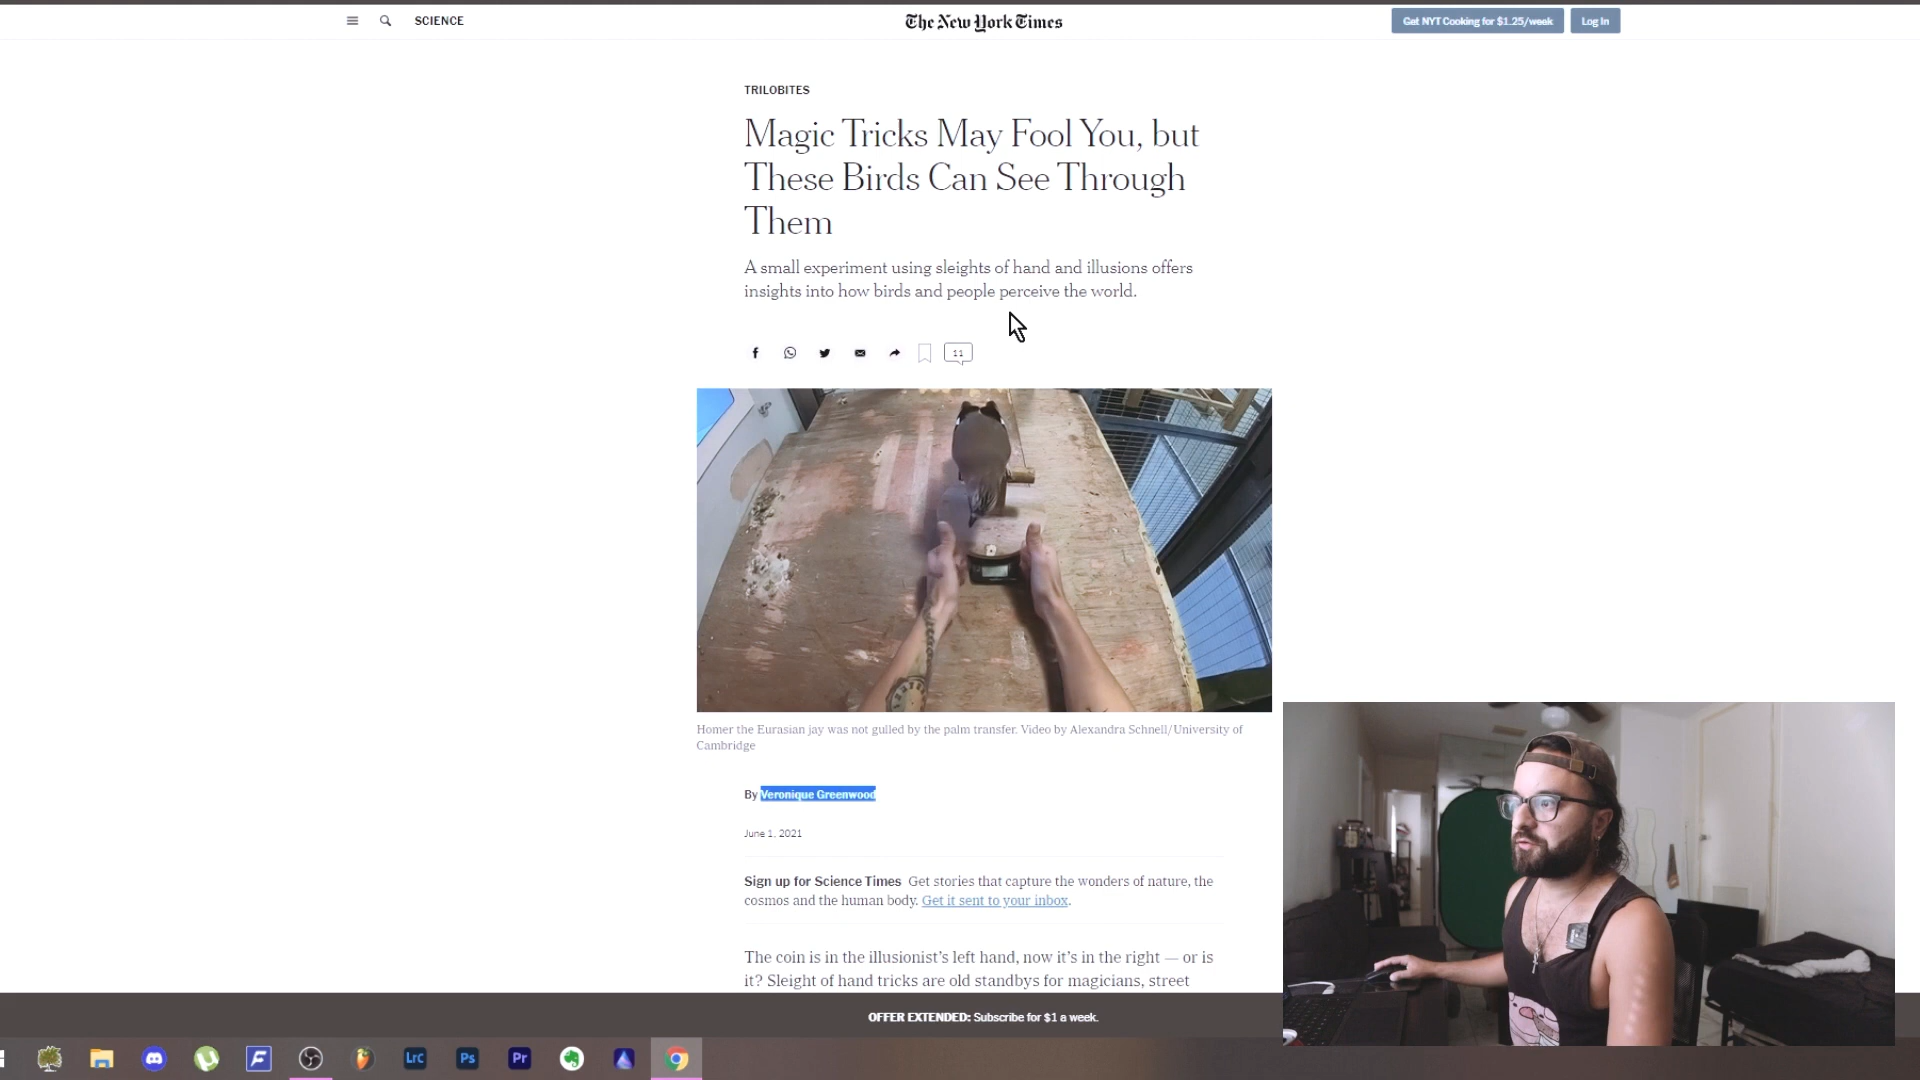 SCIENCE
The New York Times
Get NYT Cooking for $1.25/week
Log In
TRILOBITES
Magic Tricks May Fool You, but
These Birds Can See Through
Them
A small experiment using sleights of hand and illusions offers
insights into how birds and people perceive the world.
11
Homer the Eurasian jay was not gulled by the palm transfer. Video by Alexandra Schnell/University of
Cambridge
By Veronique Greenwood
June 1, 2021
Sign up for Science Times Get stories that capture the wonders of nature, the
cosmos and the human body. Get it sent to your inbox.
The coin is in the illusionist’s left hand, now it’s in the right — or is
it? Sleight of hand tricks are old standbys for magicians, street
OFFER EXTENDED: Subscribe for $1 a week.
LrC
Ps
Pr